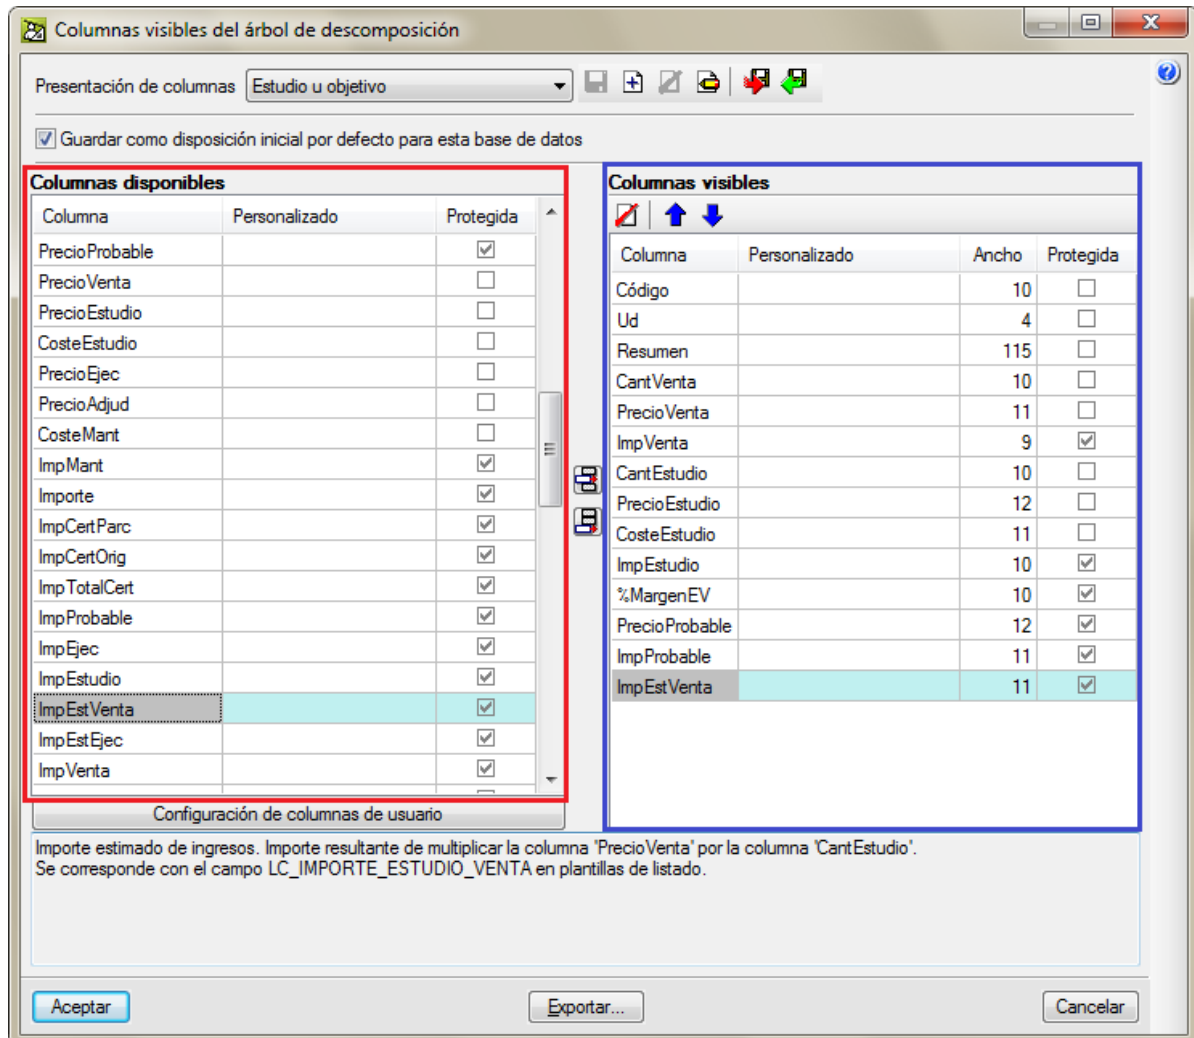 Columnas visibles del árbol de descomposición
Presentación de columnas Estudio u objetivo
Guardar como disposición inicial por defecto para esta base de datos
Columnas disponibles
Columna Personalizado Protegida
PrecioProbable
PrecioVenta
PrecioEstudio
CosteEstudio
PrecioEjec
PrecioAdjud
CosteMant
ImpMant
Importe
ImpCertParc
ImpCertOrig
ImpTotalCert
ImpProbable
ImpEjec
ImpEstudio
ImpEstVenta
ImpEstEjec
ImpVenta
Configuración de columnas de usuario
Columnas visibles
Columna Personalizado Ancho Protegida
Código 10
Ud 4
Resumen 115
CantVenta 10
PrecioVenta 11
ImpVenta 9
CantEstudio 10
PrecioEstudio 12
CosteEstudio 11
ImpEstudio 10
%MargenEV 10
PrecioProbable 12
ImpProbable 11
ImpEstVenta 11
Importe estimado de ingresos. Importe resultante de multiplicar la columna 'PrecioVenta' por la columna 'CantEstudio'.
Se corresponde con el campo LC_IMPORTE_ESTUDIO_VENTA en plantillas de listado.
Aceptar Exportar... Cancelar